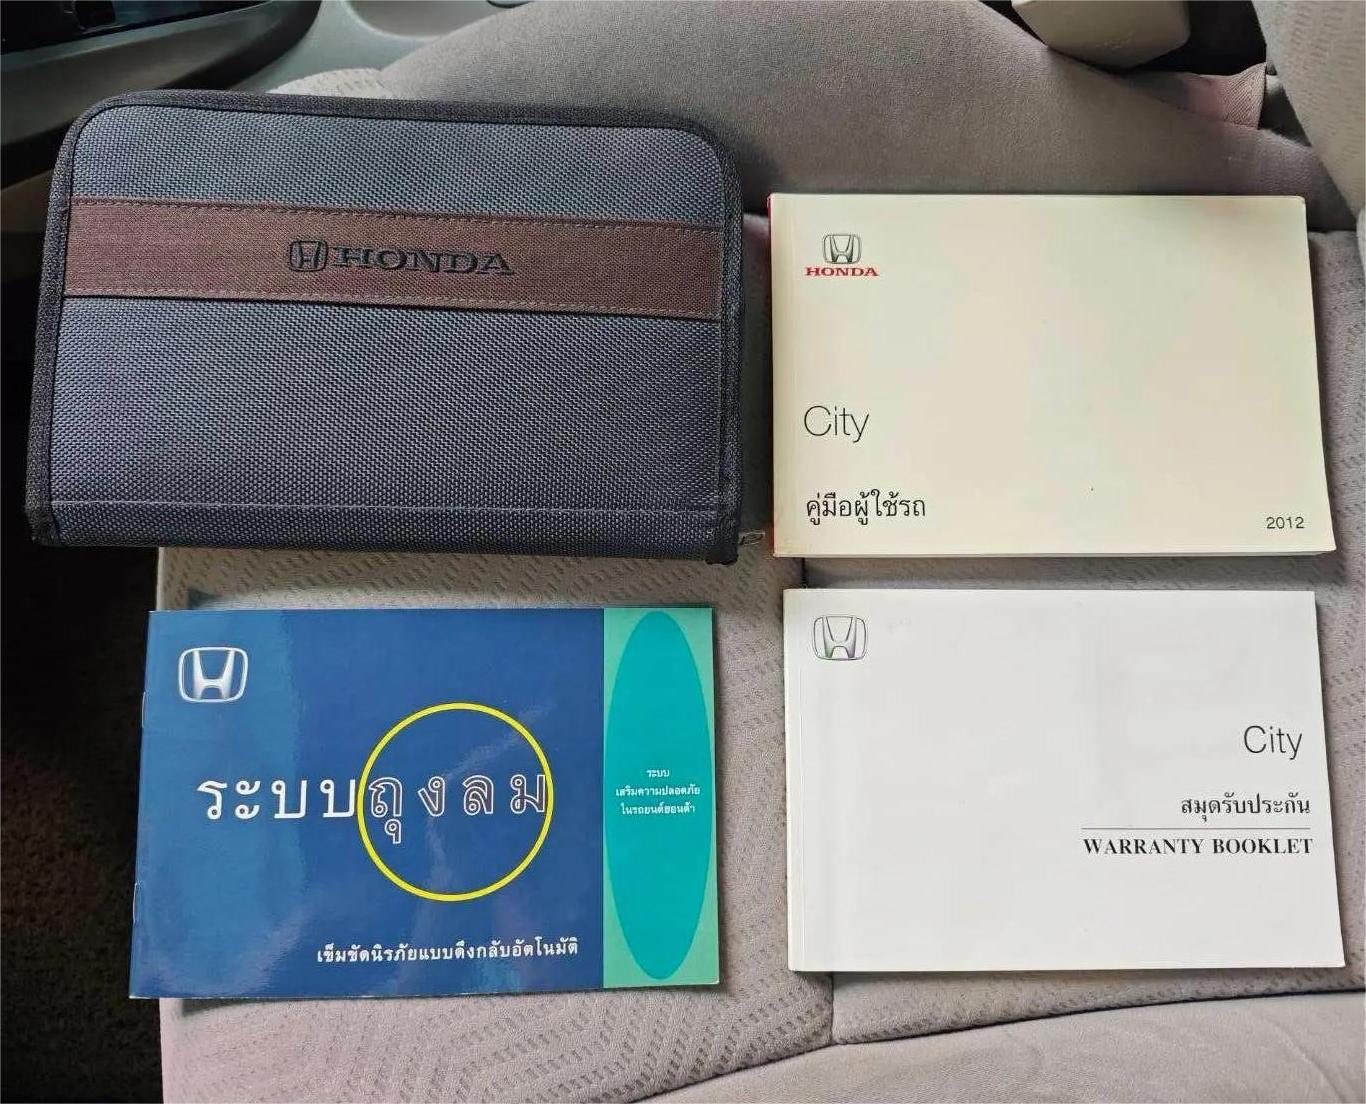 HONDA
HONDA
City
คู่มือผู้ใช้รถ
2012
ระบบถุงลม
เข็มขัดนิรภัยแบบดึงกลับอัตโนมัติ
ระบบ
เสริมความปลอดภัย
ในรถยนต์ฮอนด้า
City
สมุดรับประกัน
WARRANTY BOOKLET